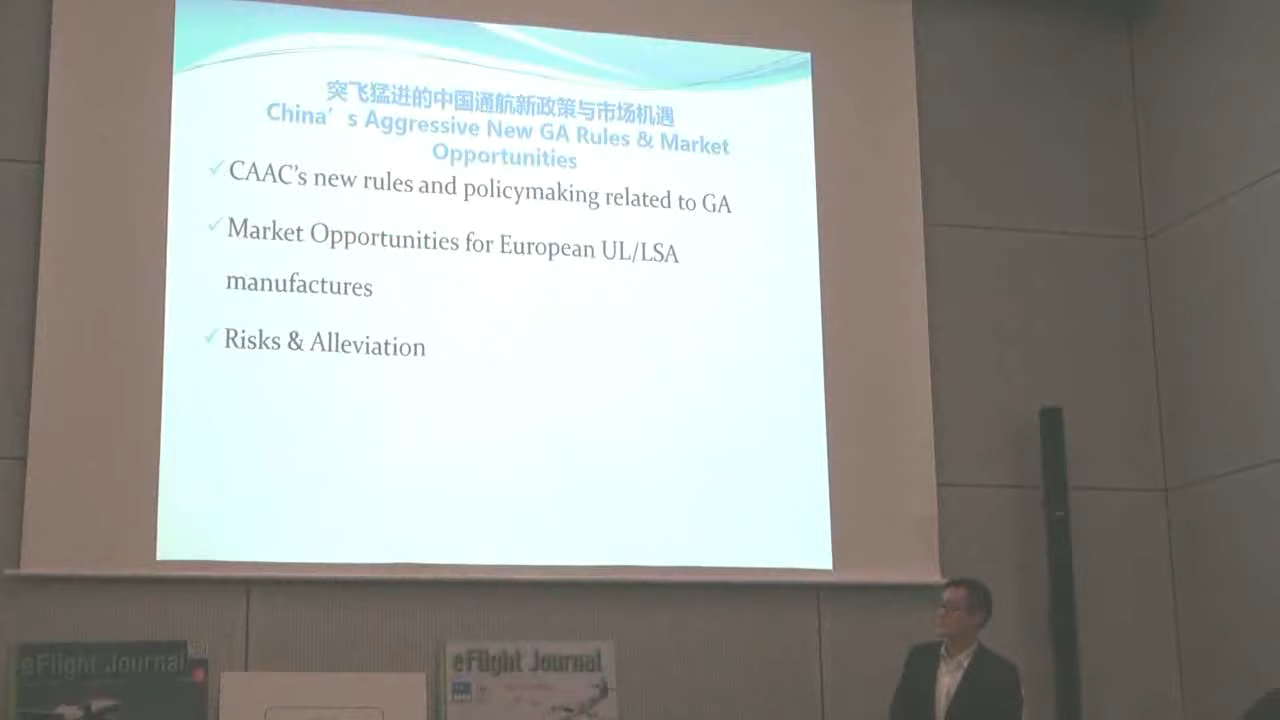 突飞猛进的中国通航新政策与市场机遇
China's Aggressive New GA Rules & Market
Opportunities
✓ CAAC's new rules and policymaking related to GA
✓ Market Opportunities for European UL/LSA
manufactures
✓ Risks & Alleviation
eFlight Journal
eFlight Journal